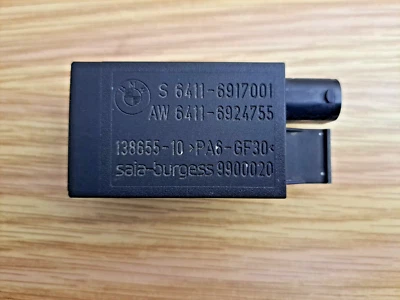 S 6411-6917001
AW 6411-6924755
138655-10 >PA6-GF30<
saia-burgess 9900020